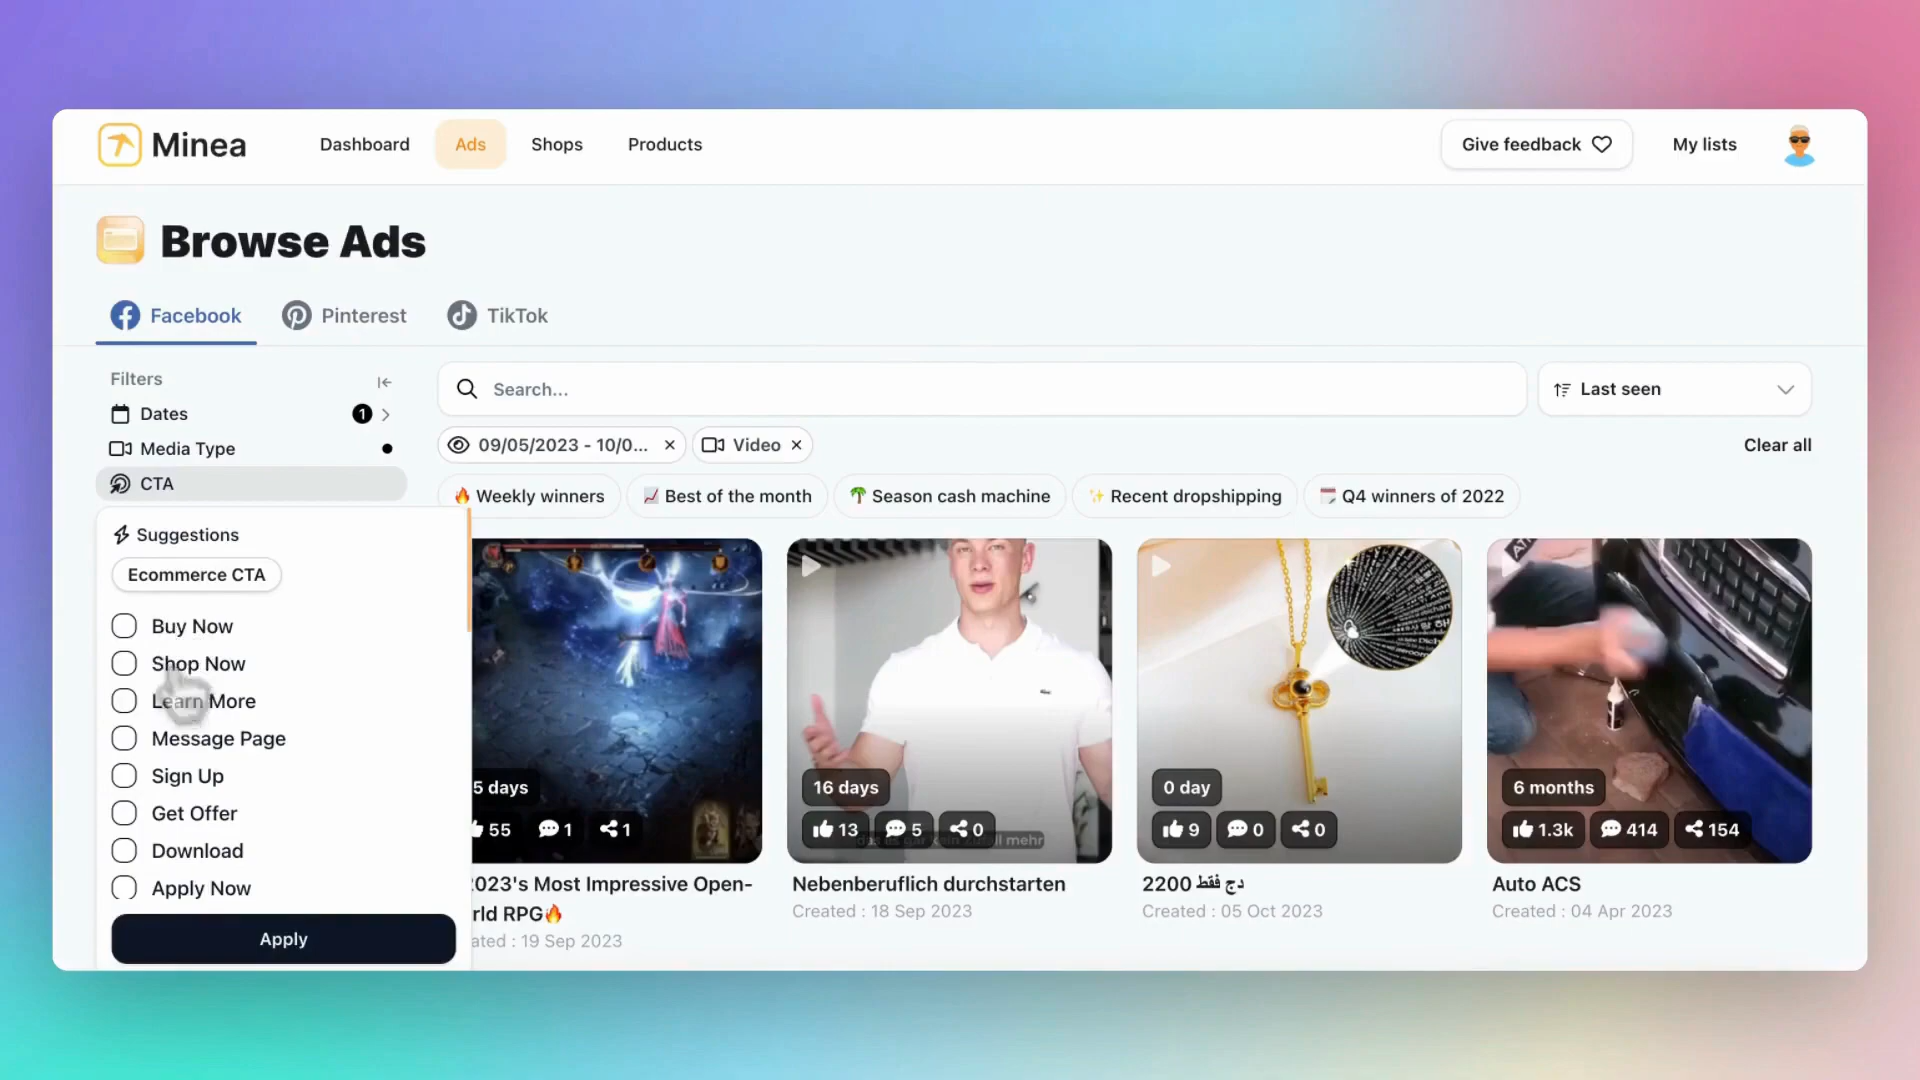 Minea
Dashboard
Ads
Shops
Products
Give feedback
My lists
Browse Ads
Facebook
Pinterest
TikTok
Filters
Dates
1
Media Type
CTA
Search...
Last seen
09/05/2023 - 10/0...
Video
Clear all
🔥 Weekly winners
📈 Best of the month
🌴 Season cash machine
✨ Recent dropshipping
Q4 winners of 2022
Suggestions
Ecommerce CTA
Buy Now
Shop Now
Learn More
Message Page
Sign Up
Get Offer
Download
Apply Now
Apply
5 days
55
1
1
023's Most Impressive Open-
rld RPG🔥
ated : 19 Sep 2023
16 days
13
5
0
mehr
Nebenberuflich durchstarten
Created : 18 Sep 2023
0 day
9
0
0
2200 دج فقط
Created : 05 Oct 2023
6 months
1.3k
414
154
Auto ACS
Created : 04 Apr 2023